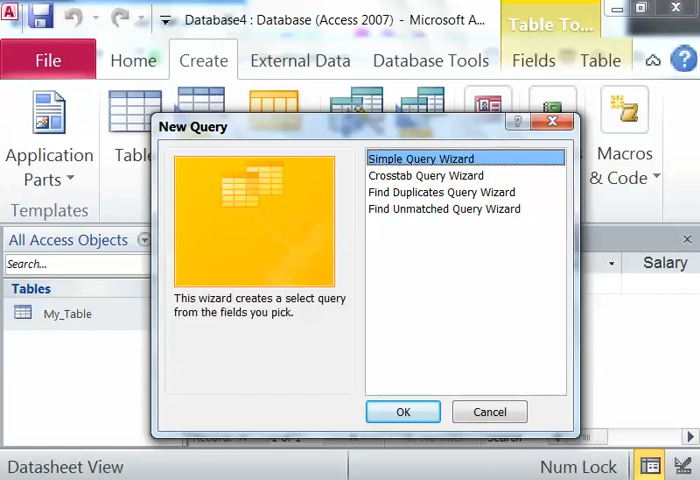 Database4 : Database (Access 2007) - Microsoft A...
Table To...
File Home Create External Data Database Tools Fields Table
Application Parts
Templates
Table
Macros & Code
New Query
Simple Query Wizard
Crosstab Query Wizard
Find Duplicates Query Wizard
Find Unmatched Query Wizard
This wizard creates a select query
from the fields you pick.
OK Cancel
All Access Objects
Search...
Tables
My_Table
Salary
Datasheet View Num Lock